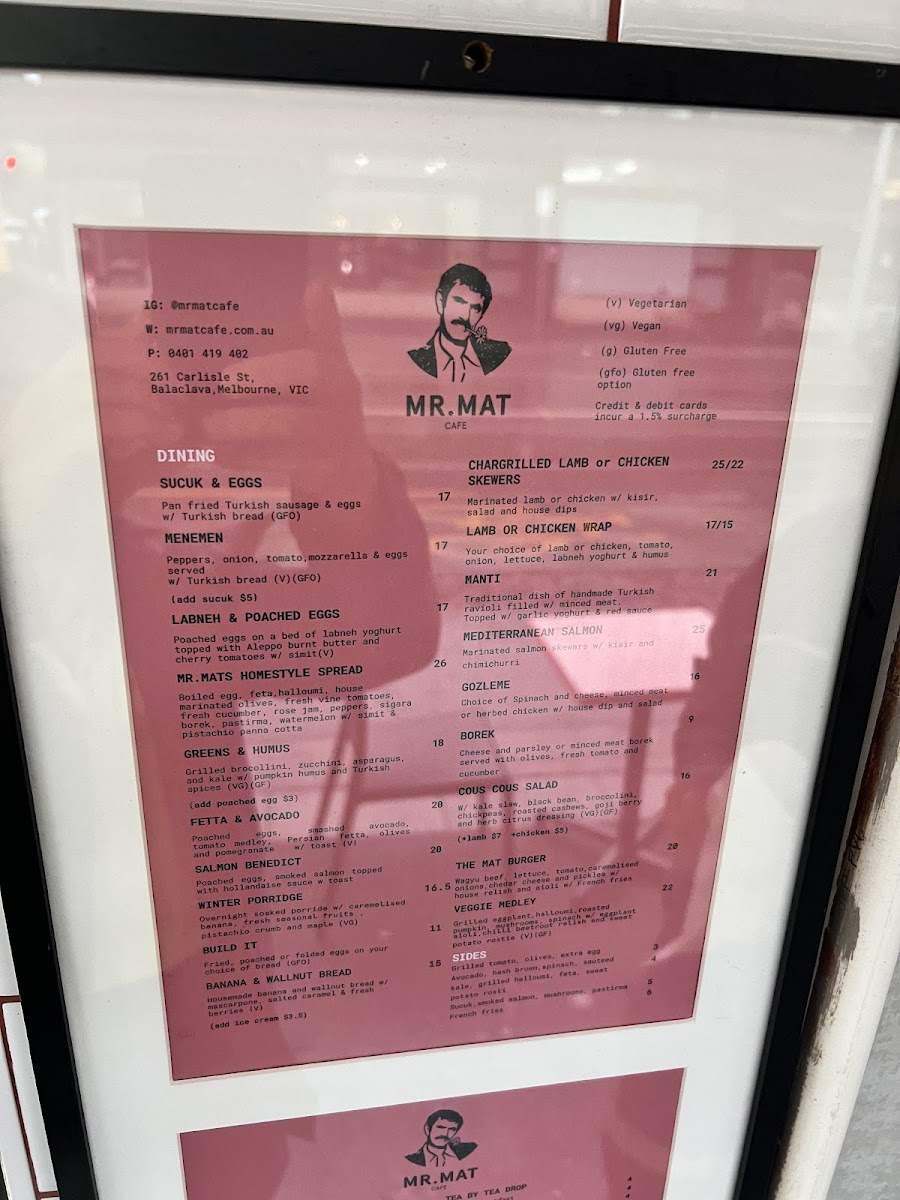 IG: @mrmatcafe
W: mrmatcafe.com.au
P: 0401 419 402
261 Carlisle St,
Balaclava,Melbourne, VIC
MR.MAT
CAFE
(v) Vegetarian
(vg) Vegan
(g) Gluten Free
(gfo) Gluten free
option
Credit & debit cards
incur a 1.5% surcharge
DINING
SUCUK & EGGS
Pan fried Turkish sausage & eggs 17
w/ Turkish bread (GFO)
MENEMEN
Peppers, onion, tomato,mozzarella & eggs 17
served
w/ Turkish bread (V)(GFO)
(add sucuk $5)
LABNEH & POACHED EGGS 17
Poached eggs on a bed of labneh yoghurt
topped with Aleppo burnt butter and
cherry tomatoes w/ simit(V)
MR.MATS HOMESTYLE SPREAD 26
Boiled egg, feta,halloumi, house
marinated olives, fresh vine tomatoes,
fresh cucumber, rose jam, peppers, sigara
borek, pastirma, watermelon w/ simit &
pistachio panna cotta
GREENS & HUMUS 18
Grilled brocollini, zucchini, asparagus,
and kale w/ pumpkin humus and Turkish
spices (VG)(GF)
(add poached egg $3)
FETTA & AVOCADO 20
Poached eggs, smashed avocado,
tomato medley, Persian fetta, olives
and pomegranate w/ toast (V)
SALMON BENEDICT 20
Poached eggs, smoked salmon topped
with hollandaise sauce w toast
WINTER PORRIDGE 16.5
Overnight soaked porride w/ caremelised
banana, fresh seasonal fruits .
pistachio crumb and maple (VG)
BUILD IT 11
Fried, poached or folded eggs on your
choice of bread (GFO)
BANANA & WALLNUT BREAD 15
Housemade banana and wallnut bread w/
mascarpone, salted caramel & fresh
berries (V)
(add ice cream $3.5)
CHARGRILLED LAMB or CHICKEN 25/22
SKEWERS
Marinated lamb or chicken w/ kisir,
salad and house dips
LAMB OR CHICKEN WRAP 17/15
Your choice of lamb or chicken, tomato,
onion, lettuce, labneh yoghurt & humus
MANTI 21
Traditional dish of handmade Turkish
ravioli filled w/ minced meat.
Topped w/ garlic yoghurt & red sauce
MEDITERRANEAN SALMON 25
Marinated salmon skewers w/ kisir and
chimichurri
GOZLEME 16
Choice of Spinach and cheese, minced meat
or herbed chicken w/ house dip and salad
BOREK 9
Cheese and parsley or minced meat borek
served with olives, fresh tomato and
cucumber
COUS COUS SALAD 16
W/ kale slaw, black bean, broccolini,
chickpeas, roasted cashews, goji berry
and herb citrus dressing (VG)(GF)
(+lamb $7 +chicken $5)
THE MAT BURGER 20
Wagyu beef, lettuce, tomato,caramalised
onions,chedar cheese and pickles w/
house relish and aioli w/ French fries
VEGGIE MEDLEY 22
Grilled eggplant,halloumi,roasted
pumpkin, mushrooms, spinach w/ eggplant
aioli,chilli beetroot relish and sweet
potato rostie (V)(GF)
SIDES
Grilled tomato, olives, extra egg 3
Avocado, hash brown,spinach, sauteed 4
kale, grilled halloumi, feta, sweet
potato rosti
Sucuk,smoked salmon, mushrooms, pastirma 5
French fries 6
MR.MAT
CAFE
TEA BY TEA DROP
4
4
4